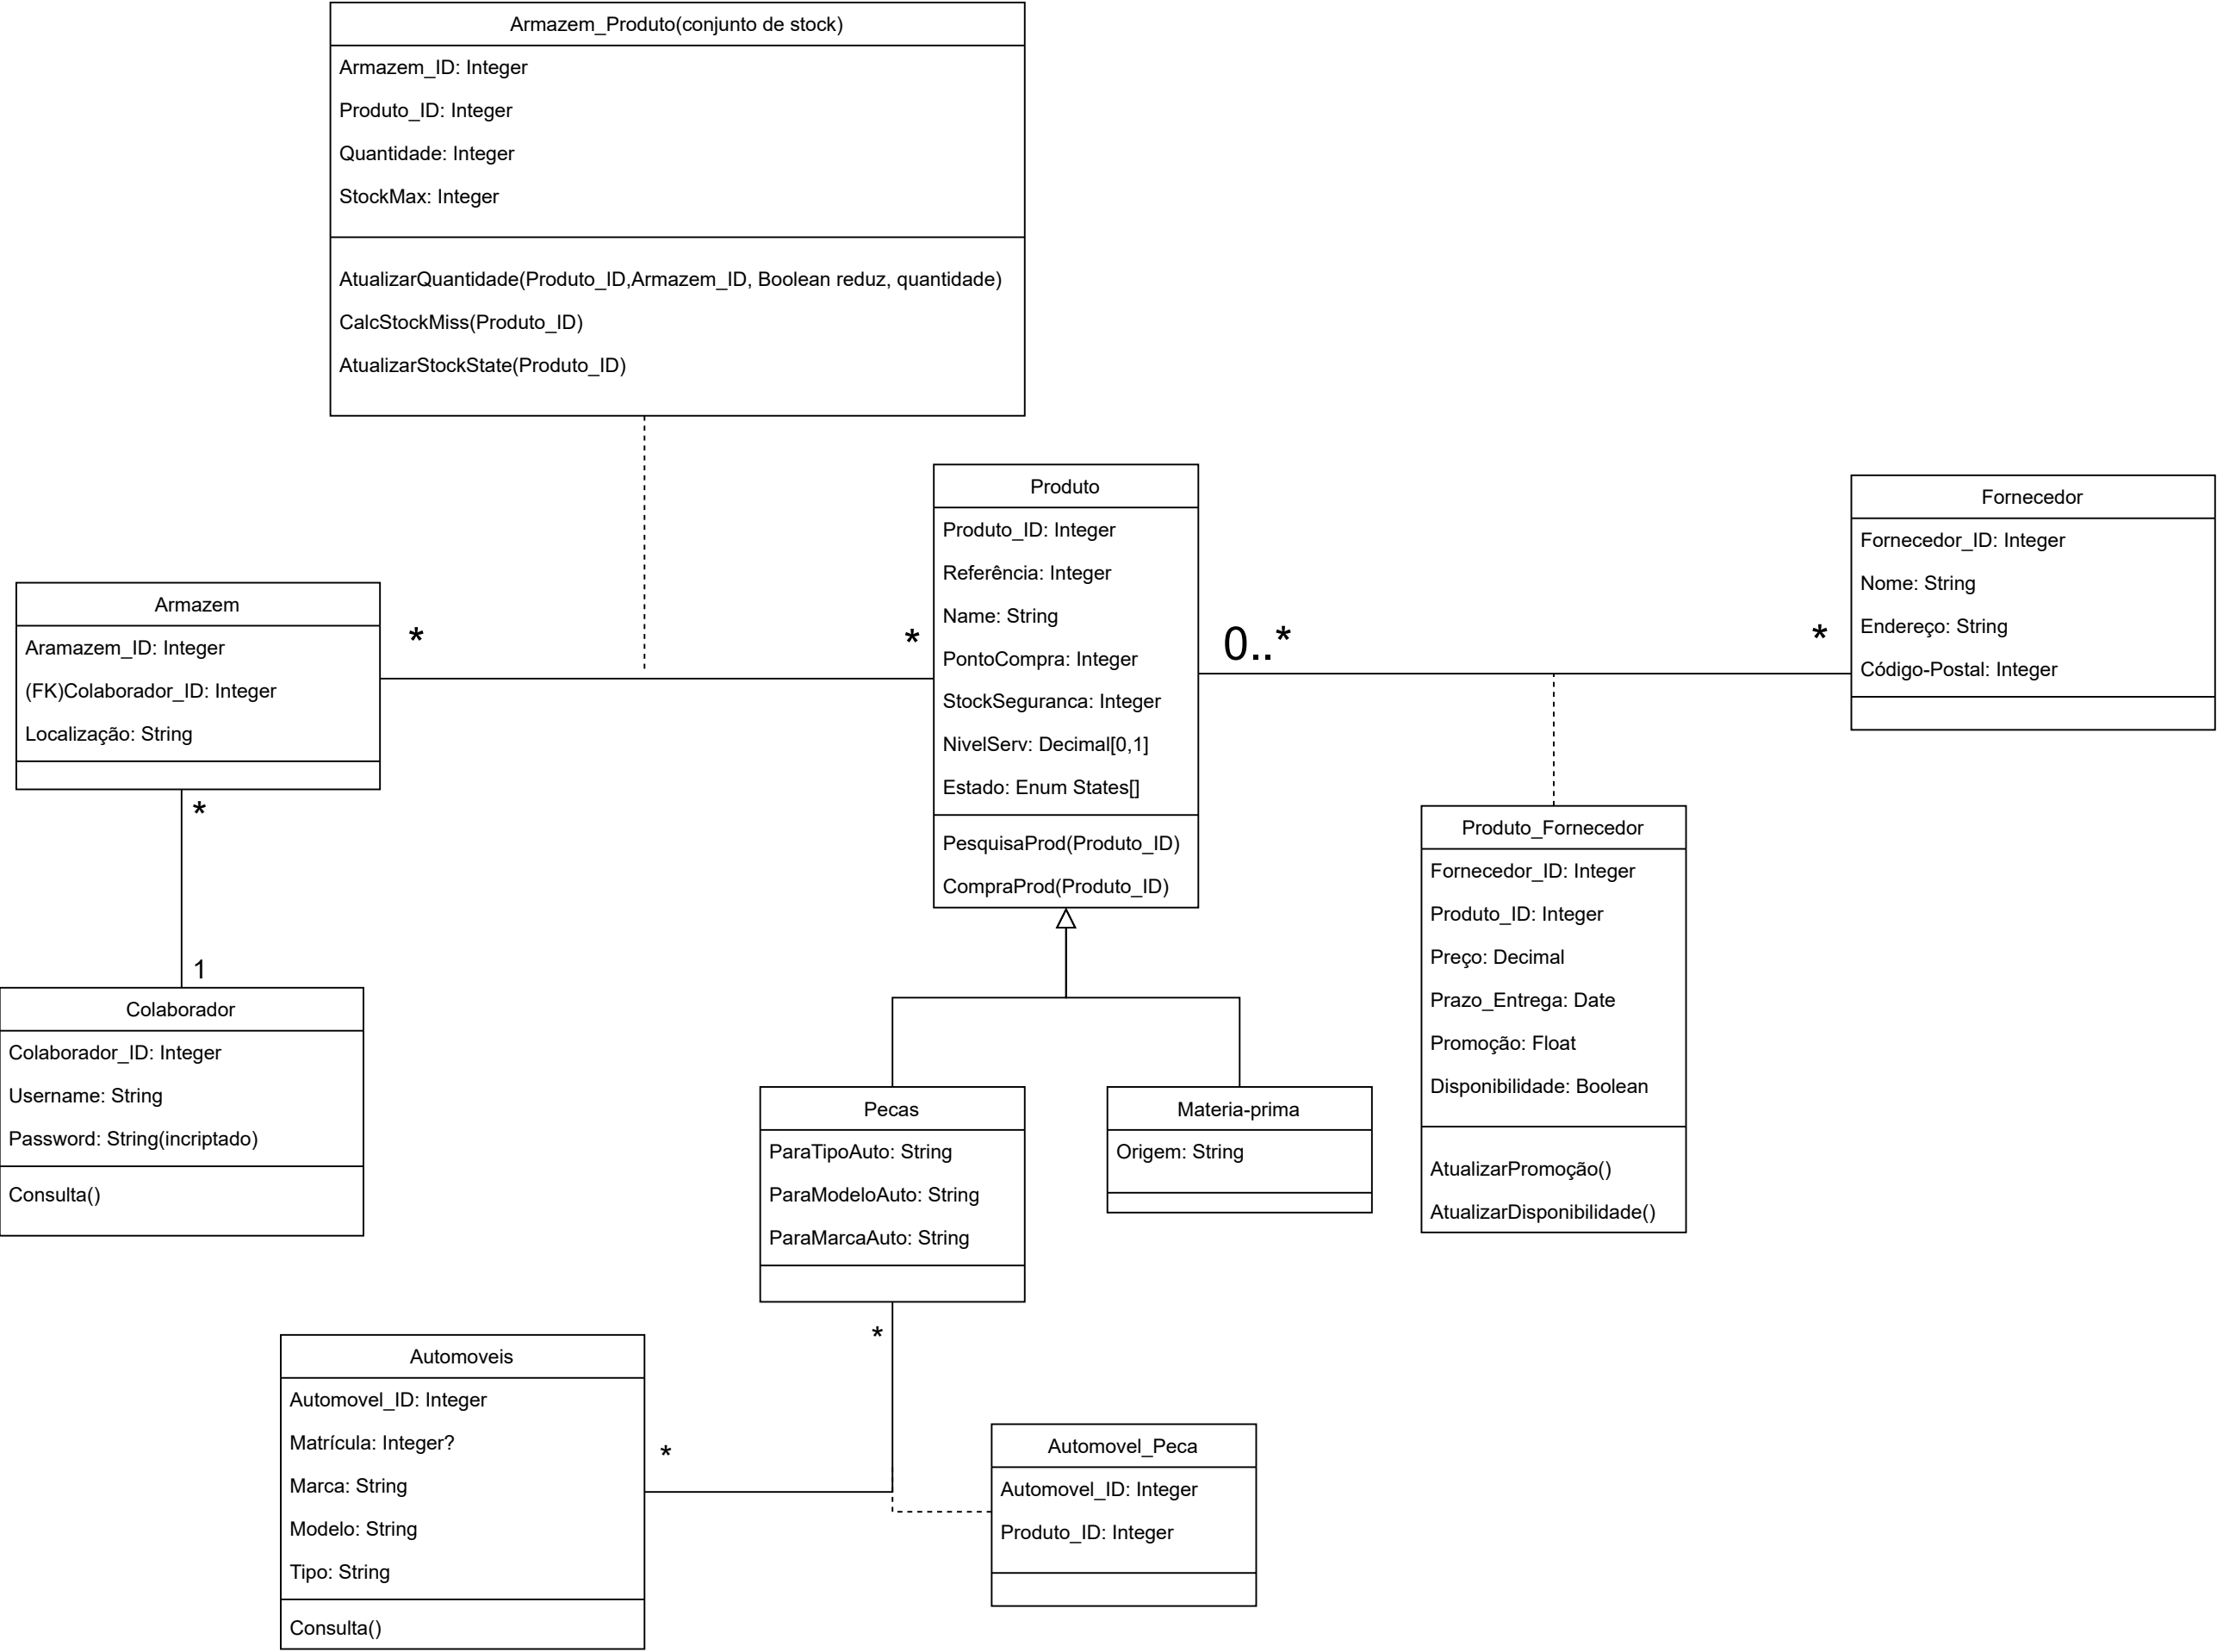 Armazem_Produto(conjunto de stock)
Armazem_ID: Integer
Produto_ID: Integer
Quantidade: Integer
StockMax: Integer
AtualizarQuantidade(Produto_ID,Armazem_ID, Boolean reduz, quantidade)
CalcStockMiss(Produto_ID)
AtualizarStockState(Produto_ID)
Armazem
Aramazem_ID: Integer
(FK)Colaborador_ID: Integer
Localização: String
*
*
Produto
Produto_ID: Integer
Referência: Integer
Name: String
PontoCompra: Integer
StockSeguranca: Integer
NivelServ: Decimal[0,1]
Estado: Enum States[]
PesquisaProd(Produto_ID)
CompraProd(Produto_ID)
0..*
*
Fornecedor
Fornecedor_ID: Integer
Nome: String
Endereço: String
Código-Postal: Integer
*
1
Colaborador
Colaborador_ID: Integer
Username: String
Password: String(incriptado)
Consulta()
Produto_Fornecedor
Fornecedor_ID: Integer
Produto_ID: Integer
Preço: Decimal
Prazo_Entrega: Date
Promoção: Float
Disponibilidade: Boolean
AtualizarPromoção()
AtualizarDisponibilidade()
Pecas
ParaTipoAuto: String
ParaModeloAuto: String
ParaMarcaAuto: String
Materia-prima
Origem: String
*
*
Automoveis
Automovel_ID: Integer
Matrícula: Integer?
Marca: String
Modelo: String
Tipo: String
Consulta()
Automovel_Peca
Automovel_ID: Integer
Produto_ID: Integer